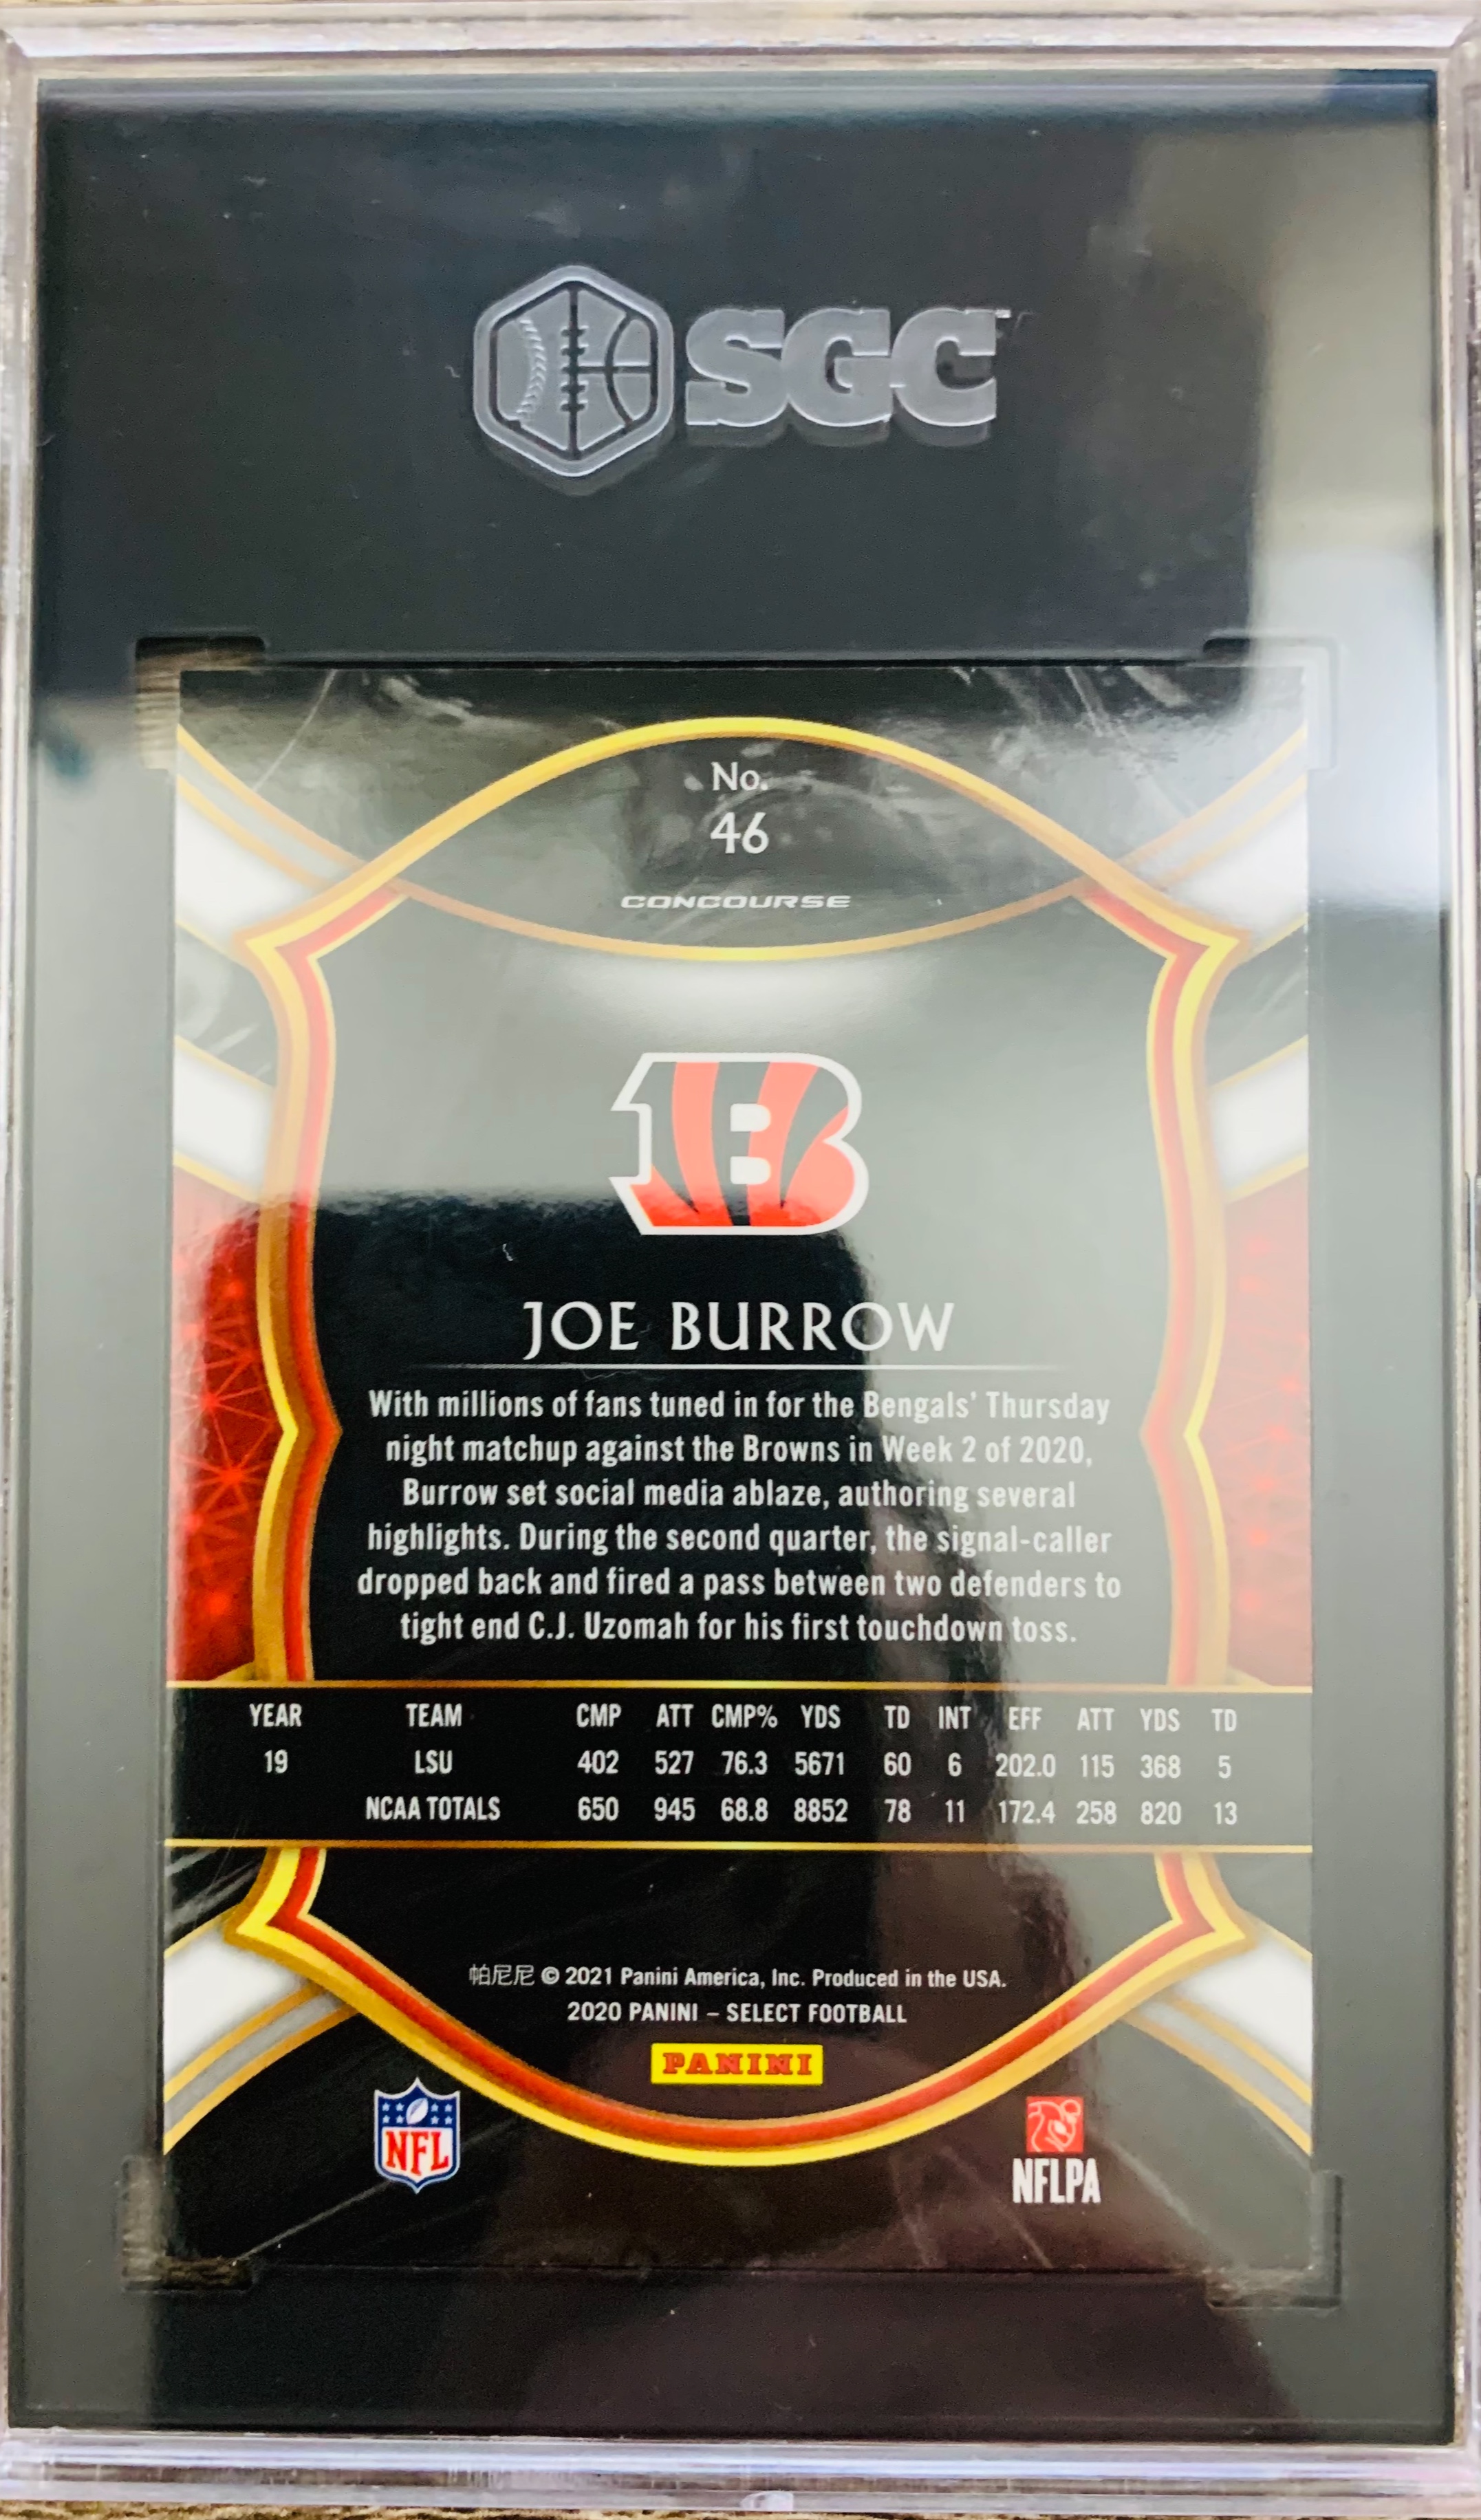 SGC
No.
46
CONCOURSE
JOE BURROW
With millions of fans tuned in for the Bengals' Thursday
night matchup against the Browns in Week 2 of 2020,
Burrow set social media ablaze, authoring several
highlights. During the second quarter, the signal-caller
dropped back and fired a pass between two defenders to
tight end C.J. Uzomah for his first touchdown toss.
YEAR TEAM CMP ATT CMP% YDS TD INT EFF ATT YDS TD
19 LSU 402 527 76.3 5671 60 6 202.0 115 368 5
NCAA TOTALS 650 945 68.8 8852 78 11 172.4 258 820 13
帕尼尼 © 2021 Panini America, Inc. Produced in the USA.
2020 PANINI – SELECT FOOTBALL
PANINI
NFL
NFLPA